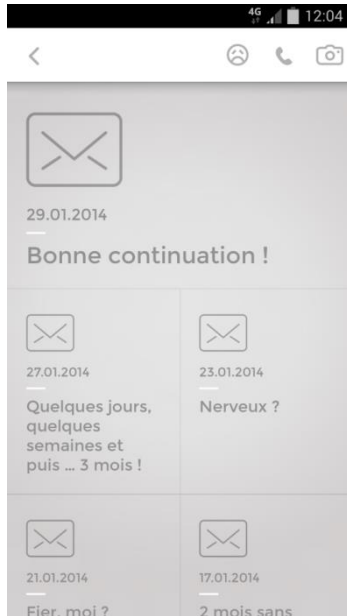 4G 12:04
29.01.2014
Bonne continuation !
27.01.2014
Quelques jours,
quelques
semaines et
puis ... 3 mois !
23.01.2014
Nerveux ?
21.01.2014
Fier, moi ?
17.01.2014
2 mois sans